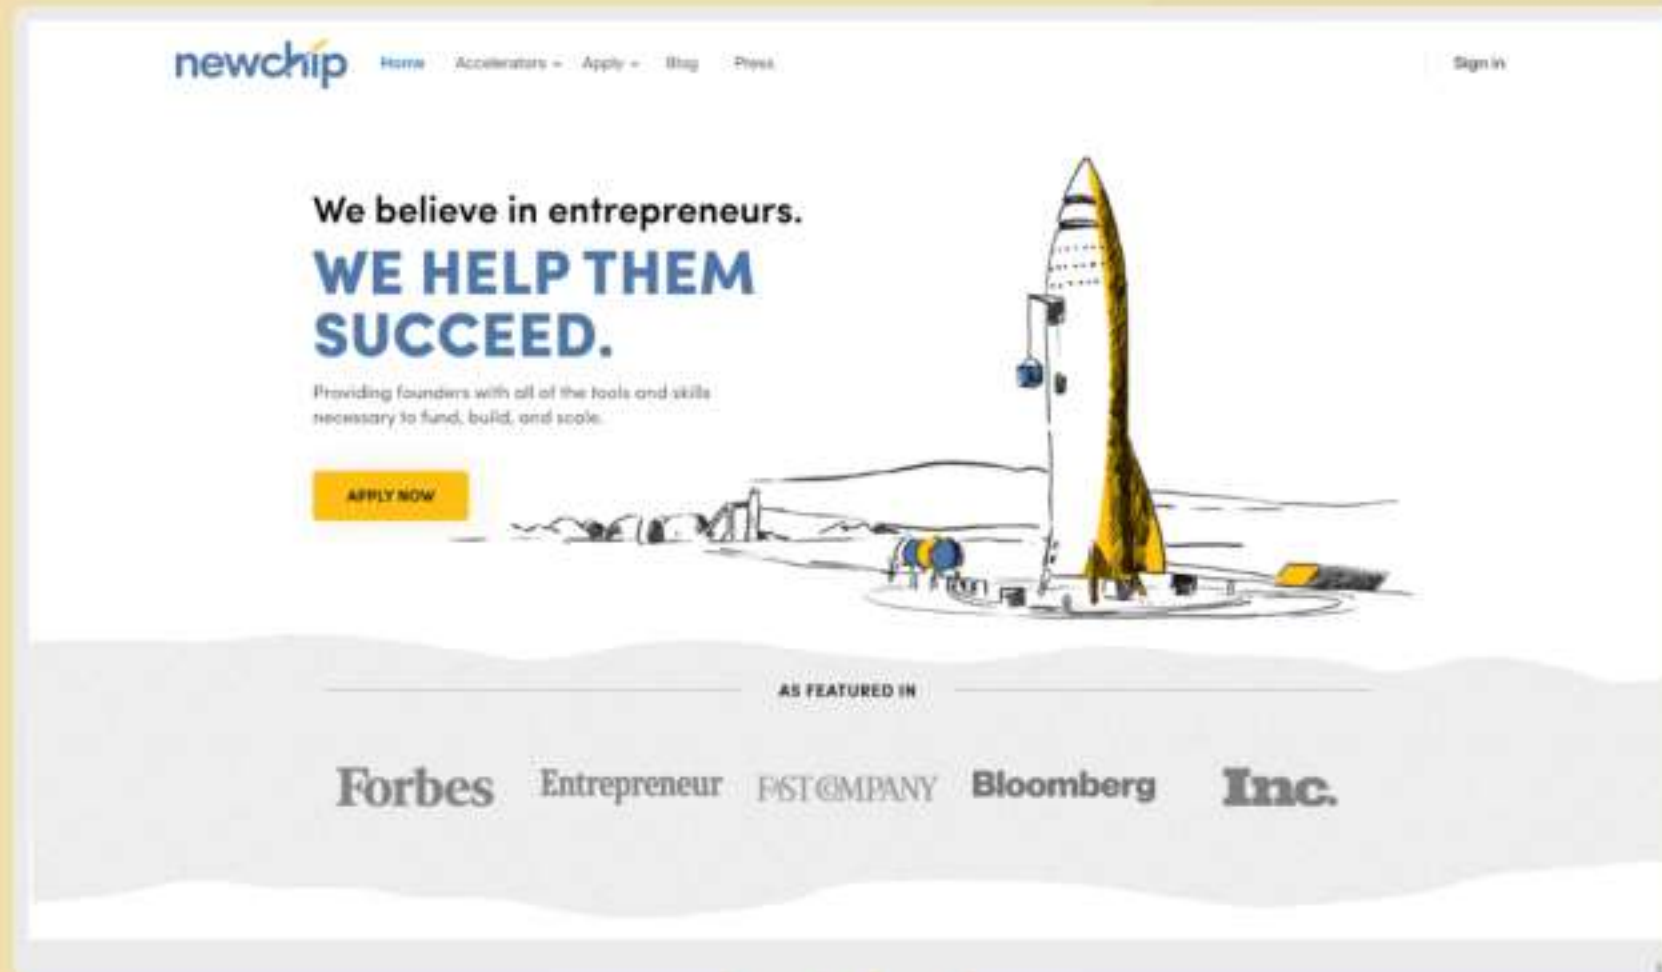 newchip
Home Accelerators Apply Blog Press
Sign in
We believe in entrepreneurs.
WE HELP THEM
SUCCEED.
Providing founders with all of the tools and skills
necessary to fund, build, and scale.
APPLY NOW
AS FEATURED IN
Forbes Entrepreneur FAST COMPANY Bloomberg Inc.